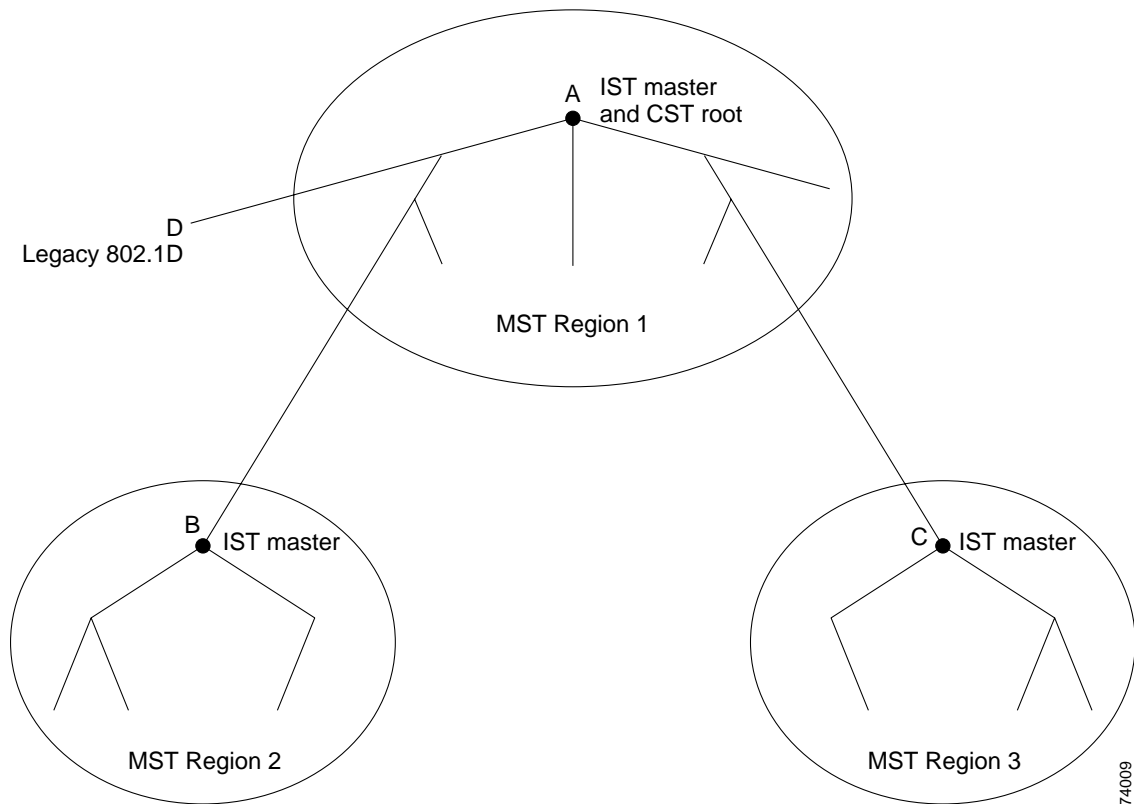 A
IST master
and CST root
D
Legacy 802.1D
MST Region 1
B
IST master
C
IST master
MST Region 2
MST Region 3
74009